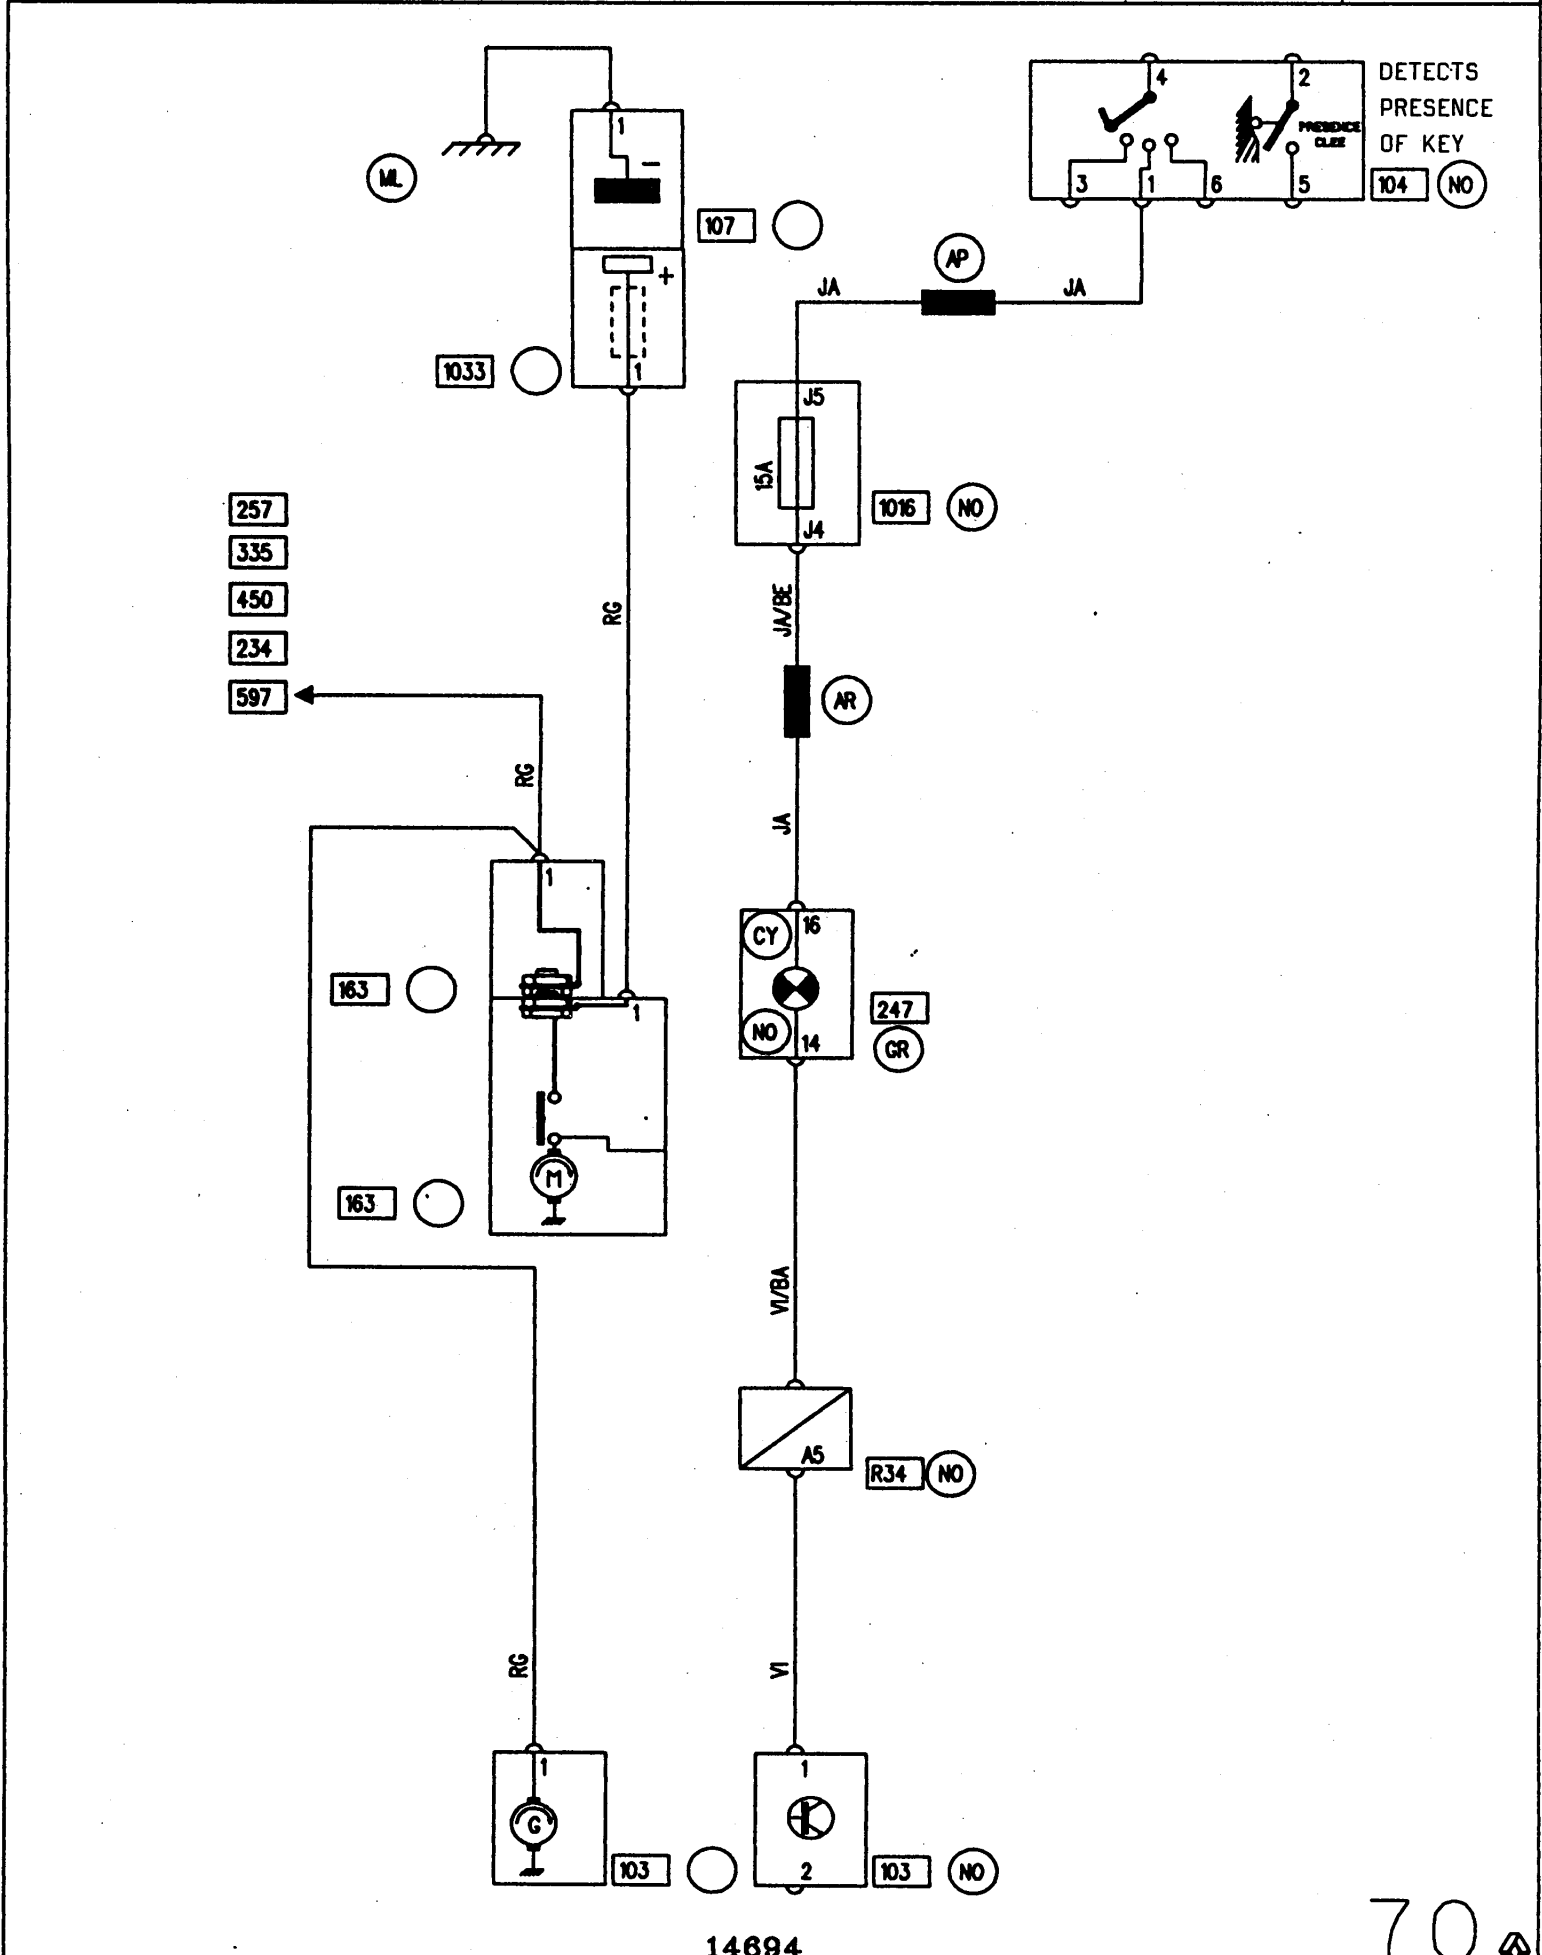 1
4
2
DETECTS
PRESENCE
OF KEY
PRESENCE
CLEE
ML
−
3
1
6
5
104
NO
107
AP
+
JA
JA
1033
1
J5
15A
J4
1016
NO
257
335
450
234
597
RG
JA/BE
AR
RG
JA
1
CY
16
163
1
247
NO
14
GR
M
163
VI/BA
A5
R34
NO
RG
VI
1
1
G
103
2
103
NO
14694
70